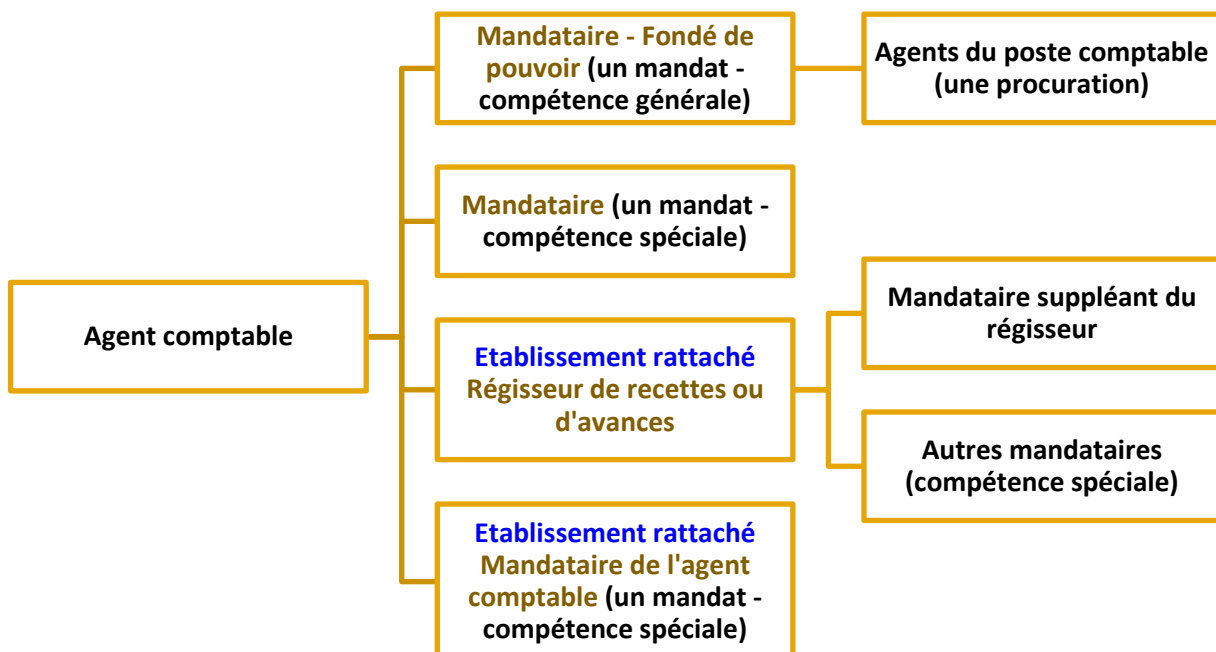 Mandataire - Fondé de
pouvoir (un mandat -
compétence générale)
Agents du poste comptable
(une procuration)
Mandataire (un mandat -
compétence spéciale)
Agent comptable
Etablissement rattaché
Régisseur de recettes ou
d'avances
Mandataire suppléant du
régisseur
Autres mandataires
(compétence spéciale)
Etablissement rattaché
Mandataire de l'agent
comptable (un mandat -
compétence spéciale)